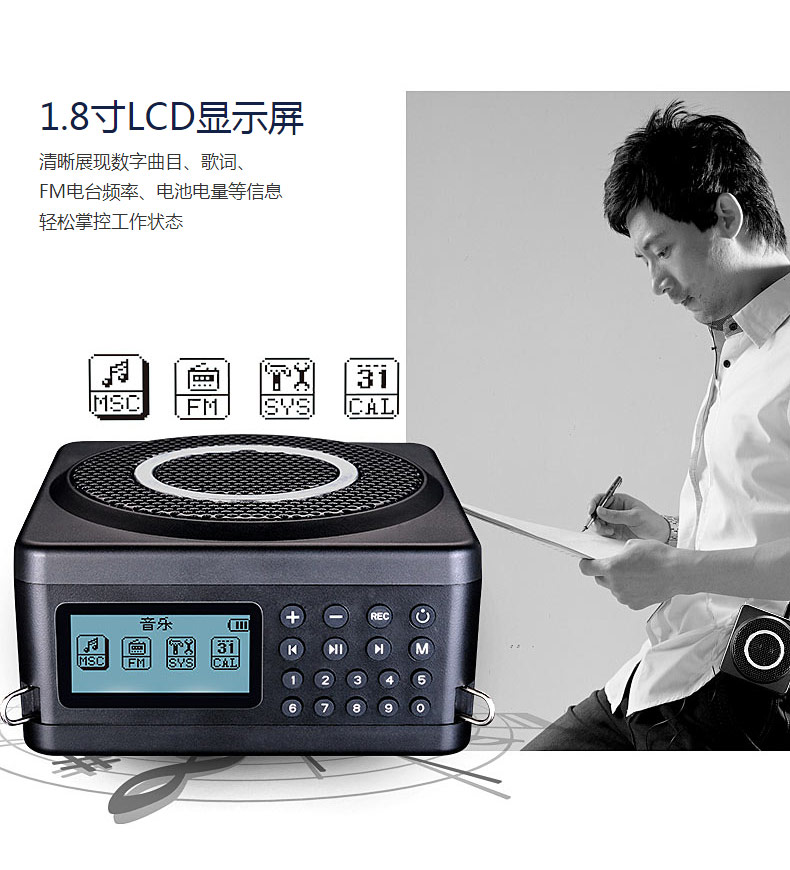 1.8寸LCD显示屏
清晰展现数字曲目、歌词、
FM电台频率、电池电量等信息
轻松掌控工作状态
31
MSC FM SYS CAL
音乐
31
MSC FM SYS CAL
REC
M
1 2 3 4 5
6 7 8 9 0